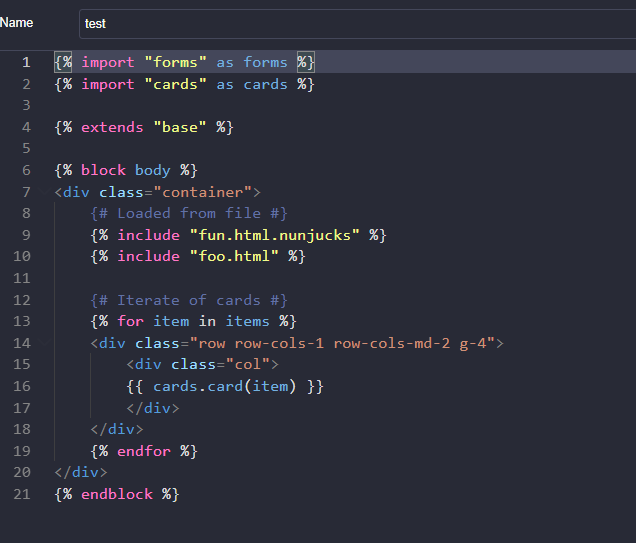 Name
test
1 {% import "forms" as forms %}
2 {% import "cards" as cards %}
3
4 {% extends "base" %}
5
6 {% block body %}
7 <div class="container">
8     {# Loaded from file #}
9     {% include "fun.html.nunjucks" %}
10     {% include "foo.html" %}
11
12     {# Iterate of cards #}
13     {% for item in items %}
14     <div class="row row-cols-1 row-cols-md-2 g-4">
15         <div class="col">
16         {{ cards.card(item) }}
17         </div>
18     </div>
19     {% endfor %}
20 </div>
21 {% endblock %}